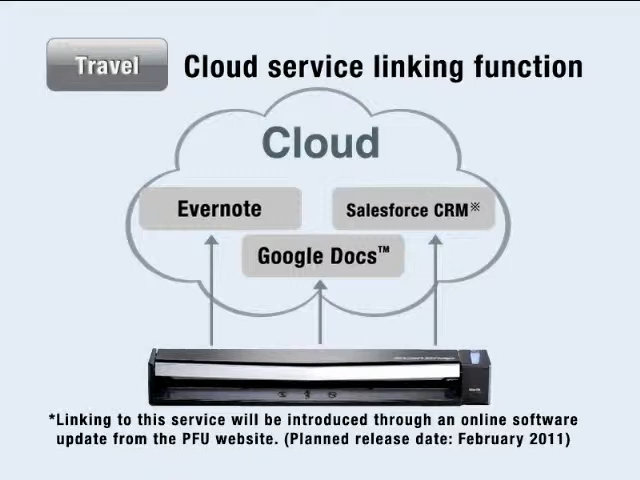 Travel Cloud service linking function
Cloud
Evernote
Salesforce CRM※
Google Docs™
*Linking to this service will be introduced through an online software
update from the PFU website. (Planned release date: February 2011)